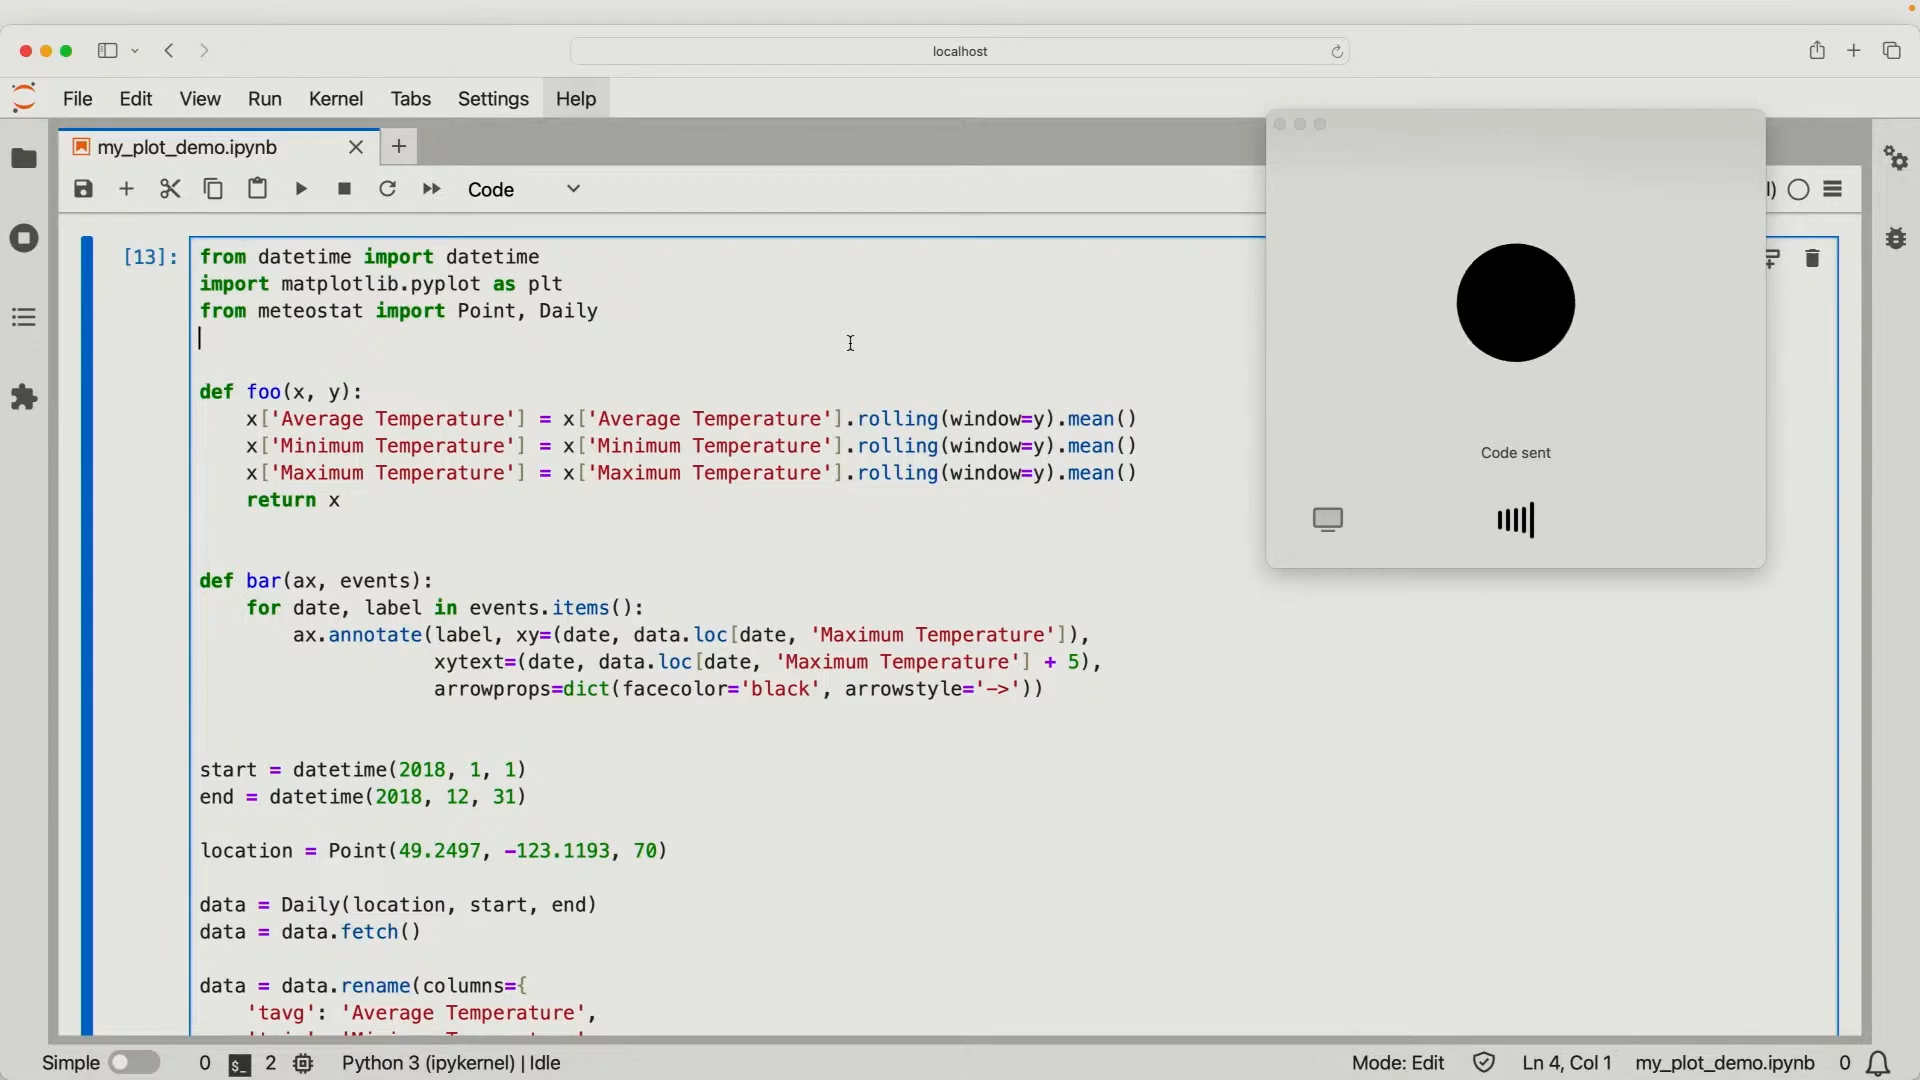 localhost
File Edit View Run Kernel Tabs Settings Help
my_plot_demo.ipynb
Code
[13]:
from datetime import datetime
import matplotlib.pyplot as plt
from meteostat import Point, Daily
def foo(x, y):
x['Average Temperature'] = x['Average Temperature'].rolling(window=y).mean()
x['Minimum Temperature'] = x['Minimum Temperature'].rolling(window=y).mean()
x['Maximum Temperature'] = x['Maximum Temperature'].rolling(window=y).mean()
return x
def bar(ax, events):
for date, label in events.items():
ax.annotate(label, xy=(date, data.loc[date, 'Maximum Temperature']),
xytext=(date, data.loc[date, 'Maximum Temperature'] + 5),
arrowprops=dict(facecolor='black', arrowstyle='->'))
start = datetime(2018, 1, 1)
end = datetime(2018, 12, 31)
location = Point(49.2497, -123.1193, 70)
data = Daily(location, start, end)
data = data.fetch()
data = data.rename(columns={
'tavg': 'Average Temperature',
Code sent
Simple 0 $_ 2 Python 3 (ipykernel) | Idle Mode: Edit Ln 4, Col 1 my_plot_demo.ipynb 0